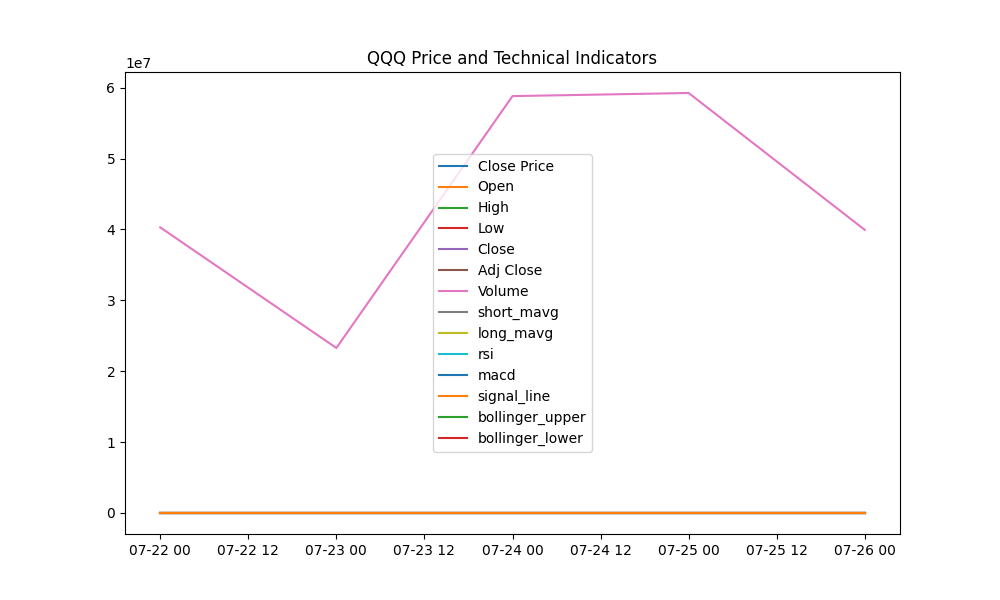 QQQ Price and Technical Indicators
1e7
6
5
4
3
2
1
0
Close Price
Open
High
Low
Close
Adj Close
Volume
short_mavg
long_mavg
rsi
macd
signal_line
bollinger_upper
bollinger_lower
07-22 00 07-22 12 07-23 00 07-23 12 07-24 00 07-24 12 07-25 00 07-25 12 07-26 00